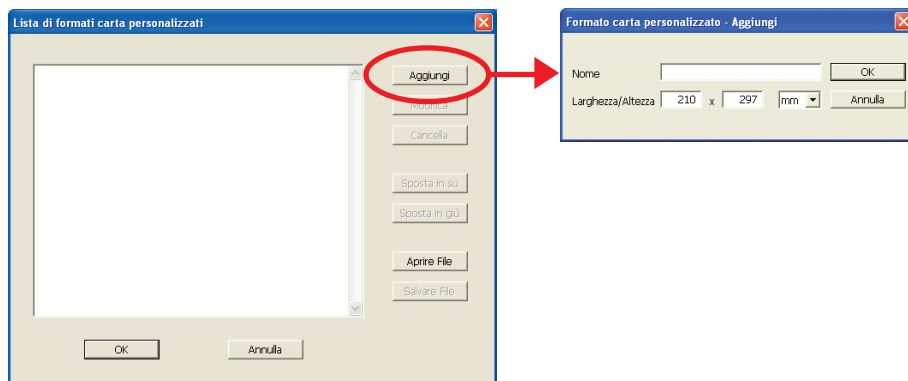 Lista di formati carta personalizzati
Aggiungi
Modifica
Cancella
Sposta in su
Sposta in giù
Aprire File
Salvare File
OK
Annulla
Formato carta personalizzato - Aggiungi
Nome
OK
Larghezza/Altezza 210 x 297 mm
Annulla